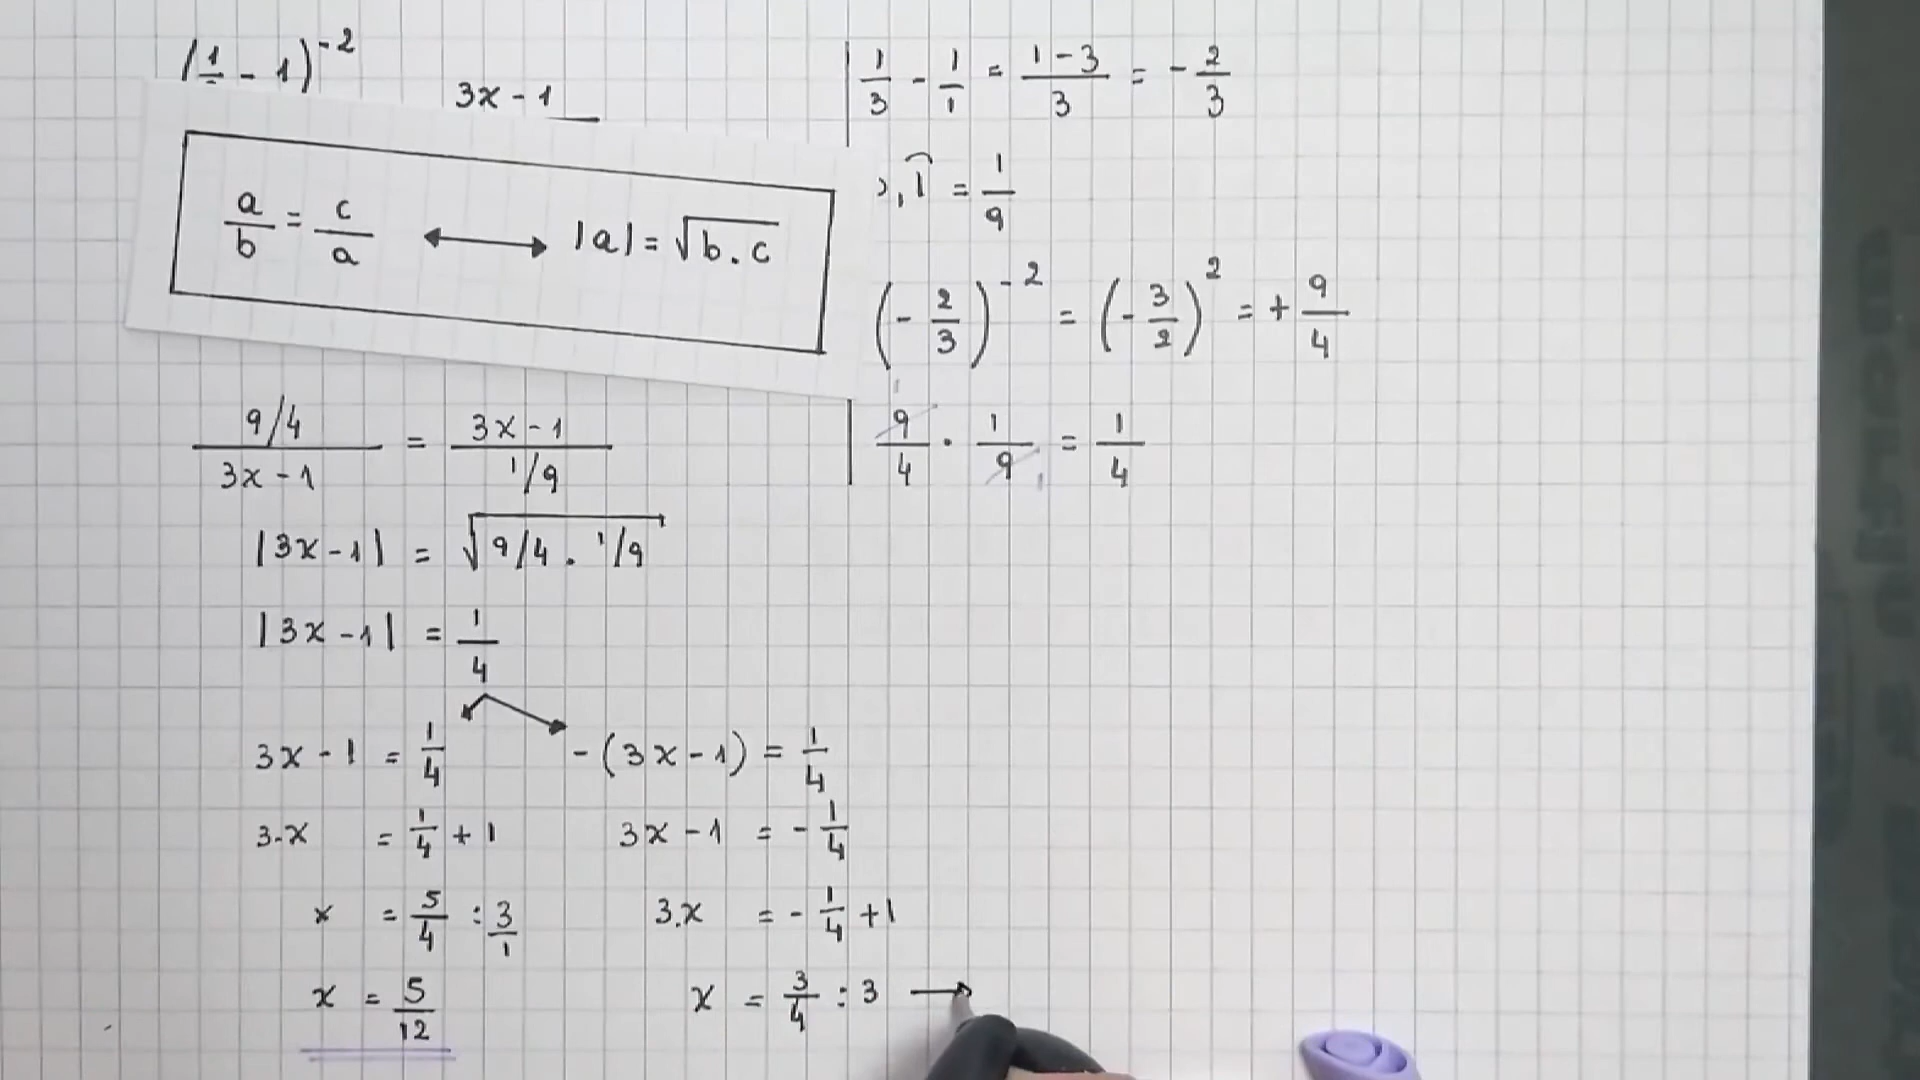 (1/ - 1)^-2
3x - 1
a/b = c/a ↔ |a| = √(b . c)
(9/4)/(3x - 1) = (3x - 1)/(1/9)
|3x - 1| = √(9/4 . 1/9)
|3x - 1| = 1/4
3x - 1 = 1/4
3.x = 1/4 + 1
x = 5/4 : 3/1
x = 5/12
-(3x - 1) = 1/4
3x - 1 = - 1/4
3.x = - 1/4 + 1
x = 3/4 : 3 →
1/3 - 1/1 = (1 - 3)/3 = - 2/3
,1̂ = 1/9
(- 2/3)^-2 = (- 3/2)^2 = + 9/4
9/4 . 1/9 = 1/4
1
1